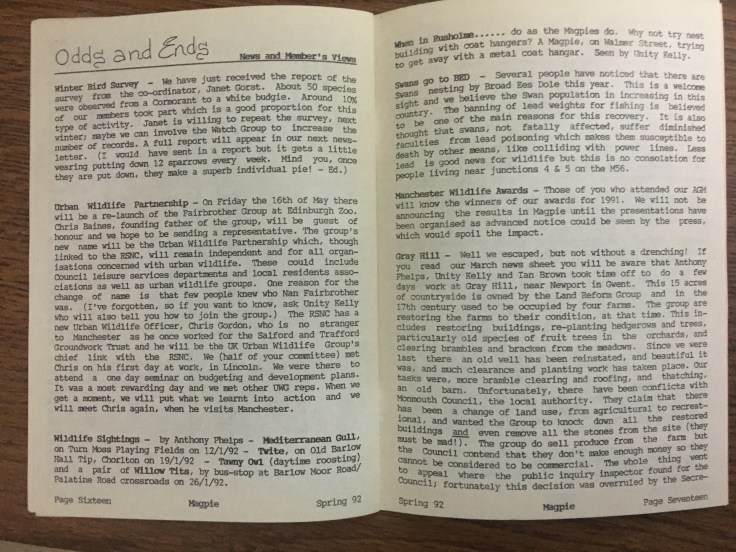 Odds and Ends
News and Member's Views
Winter Bird Survey - We have just received the report of the
survey from the co-ordinator, Janet Gorst. About 50 species
were observed from a Cormorant to a white budgie. Around 10%
of our members took part which is a good proportion for this
type of activity. Janet is willing to repeat the survey, next
winter; maybe we can involve the Watch Group to increase the
number of records. A full report will appear in our next news-
letter. (I would have sent in a report but it gets a little
wearing putting down 12 sparrows every week. Mind you, once
they are put down, they make a superb individual pie! - Ed.)
Urban Wildlife Partnership - On Friday the 16th of May there
will be a re-launch of the Fairbrother Group at Edinburgh Zoo.
Chris Baines, founding father of the group, will be guest of
honour and we hope to be sending a representative. The group's
new name will be the Urban Wildlife Partnership which, though
linked to the RSNC, will remain independent and for all organ-
isations concerned with urban wildlife. These could include
Council leisure services departments and local residents asso-
ciations as well as urban wildlife groups. One reason for the
change of name is that few people knew who Nan Fairbrother
was. (I've forgotten, so if you want to know, ask Unity Kelly
who will also tell you how to join the group.) The RSNC has a
new Urban Wildlife Officer, Chris Gordon, who is no stranger
to Manchester as he once worked for the Salford and Trafford
Groundwork Trust and he will be the UK Urban Wildlife Group's
chief link with the RSNC. We (half of your committee) met
Chris on his first day at work, in Lincoln. We were there to
attend a one day seminar on budgeting and development plans.
It was a most rewarding day and we met other UWG reps. When we
get a moment, we will put what we learnt into action and we
will meet Chris again, when he visits Manchester.
Wildlife Sightings - by Anthony Phelps - Mediterranean Gull,
on Turn Moss Playing Fields on 12/1/92 - Twite, on Old Barlow
Hall Tip, Chorlton on 19/1/92 - Tawny Owl (daytime roosting)
and a pair of Willow Tits, by bus-stop at Barlow Moor Road/
Palatine Road crossroads on 26/1/92.
Page Sixteen Magpie Spring 92
When in Rusholme...... do as the Magpies do. Why not try nest
building with coat hangers? A Magpie, on Walmer Street, trying
to get away with a metal coat hangar. Seen by Unity Kelly.
Swans go to BED - Several people have noticed that there are
Swans nesting by Broad Ees Dole this year. This is a welcome
sight and we believe the Swan population in increasing in this
country. The banning of lead weights for fishing is believed
to be one of the main reasons for this recovery. It is also
thought that swans, not fatally affected, suffer diminished
faculties from lead poisoning which makes them susceptible to
death by other means, like colliding with power lines. Less
lead is good news for wildlife but this is no consolation for
people living near junctions 4 & 5 on the M56.
Manchester Wildlife Awards - Those of you who attended our AGM
will know the winners of our awards for 1991. We will not be
announcing the results in Magpie until the presentations have
been organised as advanced notice could be seen by the press,
which would spoil the impact.
Gray Hill - Well we escaped, but not without a drenching! If
you read our March news sheet you will be aware that Anthony
Phelps, Unity Kelly and Ian Brown took time off to do a few
days work at Gray Hill, near Newport in Gwent. This 15 acres
of countryside is owned by the Land Reform Group and in the
17th century used to be occupied by four farms. The group are
restoring the farms to their condition, at that time. This in-
cludes restoring buildings, re-planting hedgerows and trees,
particularly old species of fruit trees in the orchards, and
clearing brambles and bracken from the meadows. Since we were
last there an old well has been reinstated, and beautiful it
was, and much clearance and planting work has taken place. Our
tasks were, more bramble clearing and roofing, and thatching,
an old barn. Unfortunately, there have been conflicts with
Monmouth Council, the local authority. They claim that there
has been a change of land use, from agricultural to recreat-
ional, and wanted the Group to knock down all the restored
buildings and even remove all the stones from the site (they
must be mad!). The group do sell produce from the farm but
the Council contend that they don't make enough money so they
cannot be considered to be commercial. The whole thing went
to appeal where the public inquiry inspector found for the
Council; fortunately this decision was overruled by the Secre-
Spring 92 Magpie Page Seventeen